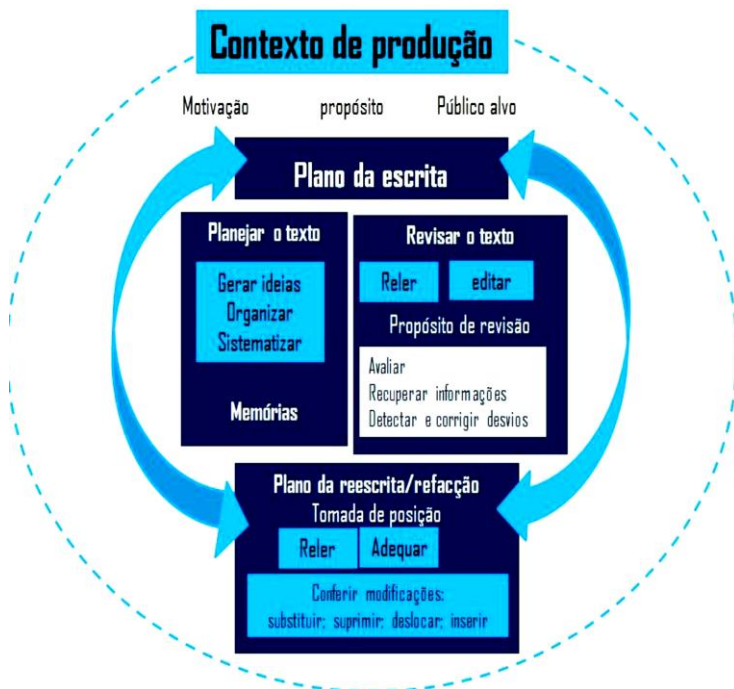 Contexto de produção
Motivação propósito Público alvo
Plano da escrita
Planejar o texto
Gerar ideias
Organizar
Sistematizar
Memórias
Revisar o texto
Reler editar
Propósito de revisão
Avaliar
Recuperar informações
Detectar e corrigir desvios
Plano da reescrita/refacção
Tomada de posição
Reler Adequar
Conferir modificações:
substituir; suprimir; deslocar; inserir